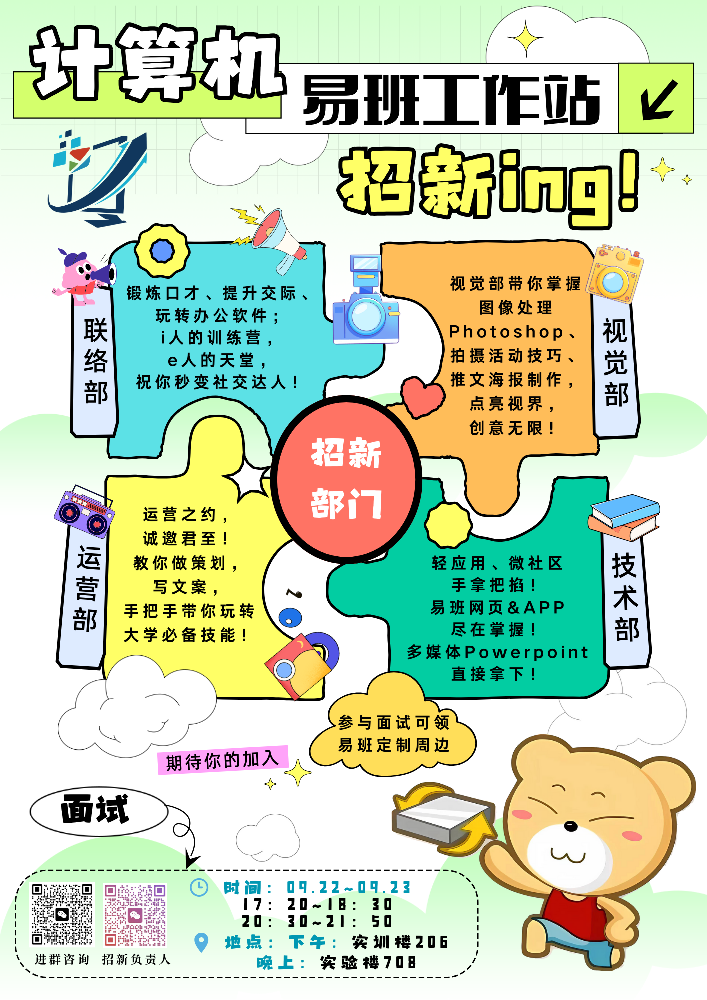 计算机
易班工作站
招新ing!
联络部
锻炼口才、提升交际、
玩转办公软件；
i人的训练营，
e人的天堂，
祝你秒变社交达人！
视觉部
视觉部带你掌握
图像处理
Photoshop、
拍摄活动技巧、
推文海报制作，
点亮视界，
创意无限！
招新
部门
运营部
运营之约，
诚邀君至！
教你做策划，
写文案，
手把手带你玩转
大学必备技能！
技术部
轻应用、微社区
手拿把掐！
易班网页&APP
尽在掌握！
多媒体Powerpoint
直接拿下！
参与面试可领
易班定制周边
期待你的加入
面试
时间：09.22~09.23
17：20~18：30
20：30~21：50
地点：下午：实训楼206
晚上：实验楼708
进群咨询
招新负责人